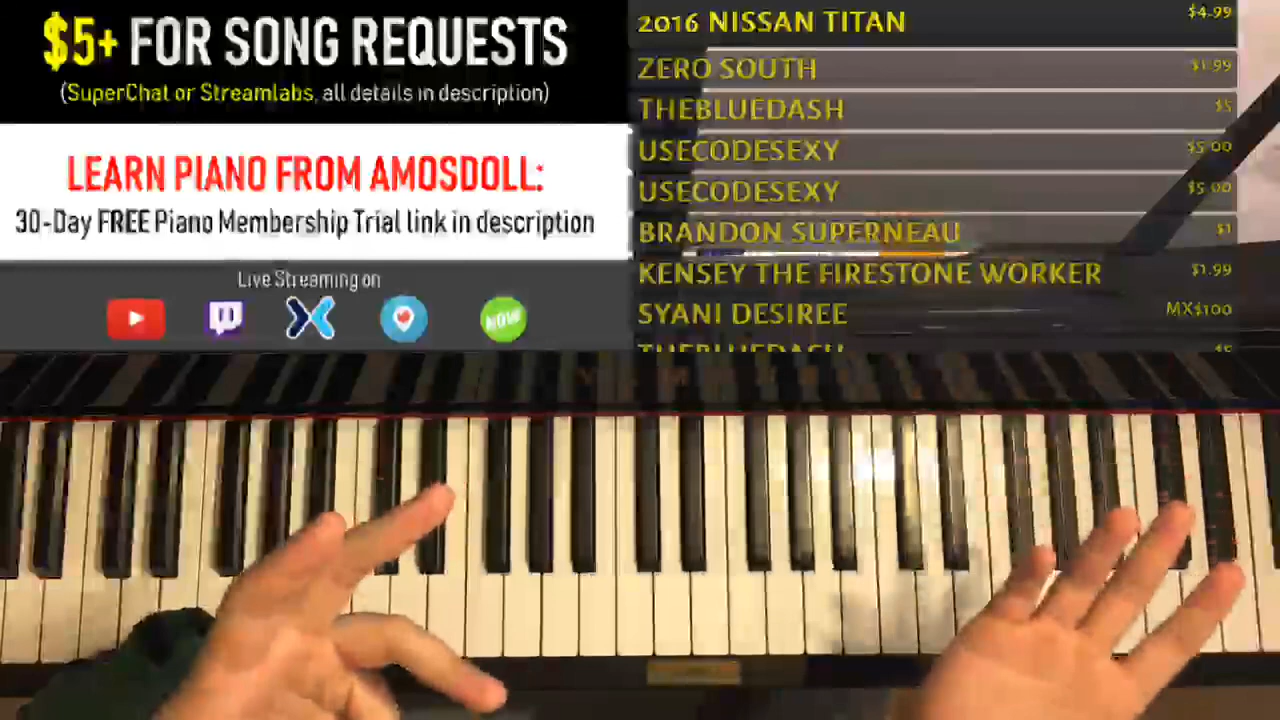 $5+ FOR SONG REQUESTS
(SuperChat or Streamlabs, all details in description)
LEARN PIANO FROM AMOSDOLL:
30-Day FREE Piano Membership Trial link in description
Live Streaming on
NOW
2016 NISSAN TITAN $4.99
ZERO SOUTH $1.99
THEBLUEDASH $5
USECODESEXY $5.00
USECODESEXY $5.00
BRANDON SUPERNEAU $1
KENSEY THE FIRESTONE WORKER $1.99
SYANI DESIREE MX$100
THEBLUEDASH $5